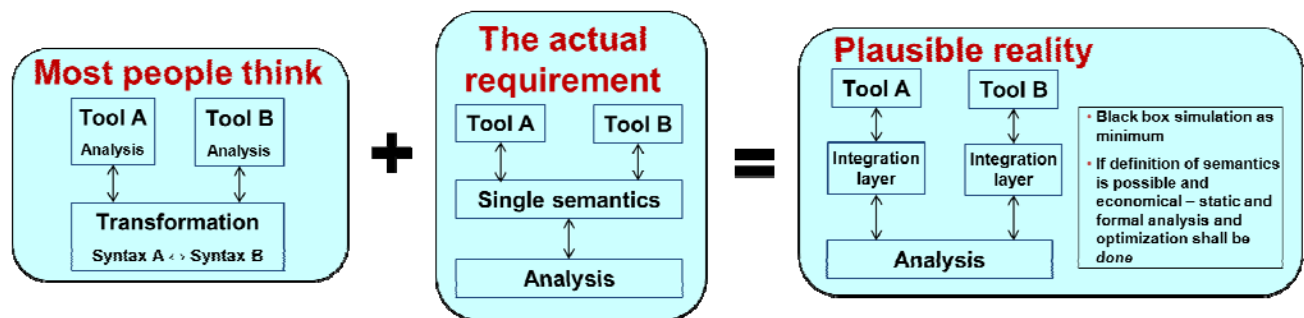 Most people think
Tool A
Analysis
Tool B
Analysis
Transformation
Syntax A <-> Syntax B
+
The actual
requirement
Tool A
Tool B
Single semantics
Analysis
=
Plausible reality
Tool A
Tool B
Integration
layer
Integration
layer
Analysis
• Black box simulation as
minimum
• If definition of semantics
is possible and
economical – static and
formal analysis and
optimization shall be
done